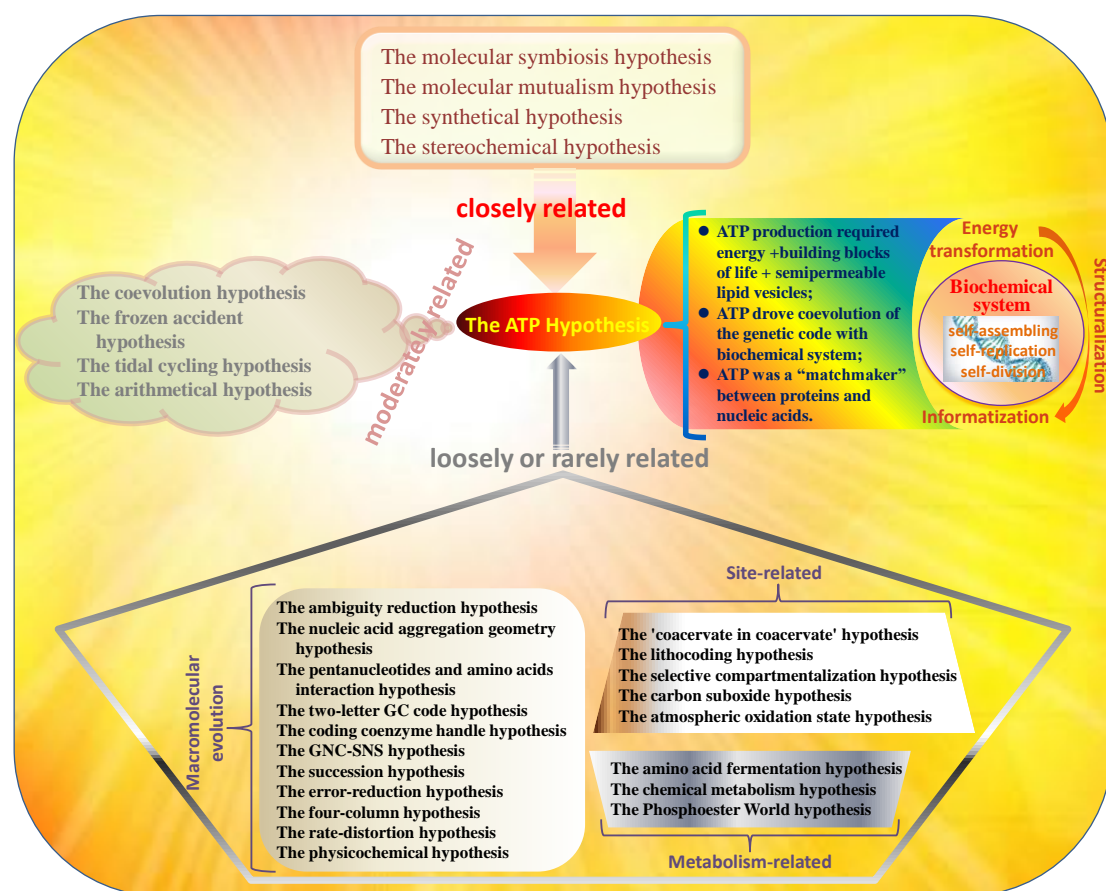 The molecular symbiosis hypothesis
The molecular mutualism hypothesis
The synthetical hypothesis
The stereochemical hypothesis
closely related
The coevolution hypothesis
The frozen accident
hypothesis
The tidal cycling hypothesis
The arithmetical hypothesis
moderately related
The ATP Hypothesis
● ATP production required
energy +building blocks
of life + semipermeable
lipid vesicles;
● ATP drove coevolution of
the genetic code with
biochemical system;
● ATP was a “matchmaker”
between proteins and
nucleic acids.
Energy
transformation
Biochemical
system
self-assembling
self-replication
self-division
Informatization
Structuralization
loosely or rarely related
Macromolecular
evolution
The ambiguity reduction hypothesis
The nucleic acid aggregation geometry
hypothesis
The pentanucleotides and amino acids
interaction hypothesis
The two-letter GC code hypothesis
The coding coenzyme handle hypothesis
The GNC-SNS hypothesis
The succession hypothesis
The error-reduction hypothesis
The four-column hypothesis
The rate-distortion hypothesis
The physicochemical hypothesis
Site-related
The 'coacervate in coacervate' hypothesis
The lithocoding hypothesis
The selective compartmentalization hypothesis
The carbon suboxide hypothesis
The atmospheric oxidation state hypothesis
The amino acid fermentation hypothesis
The chemical metabolism hypothesis
The Phosphoester World hypothesis
Metabolism-related